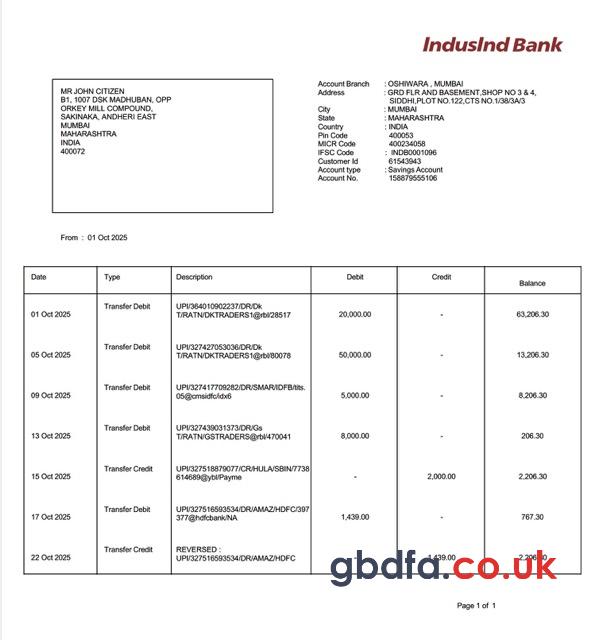 IndusInd Bank
MR JOHN CITIZEN
B1, 1007 DSK MADHUBAN, OPP
ORKEY MILL COMPOUND,
SAKINAKA, ANDHERI EAST
MUMBAI
MAHARASHTRA
INDIA
400072
Account Branch : OSHIWARA , MUMBAI
Address : GRD FLR AND BASEMENT,SHOP NO 3 & 4,
SIDDHI,PLOT NO.122,CTS NO.1/38/3A/3
City : MUMBAI
State : MAHARASHTRA
Country : INDIA
Pin Code 400053
MICR Code 400234058
IFSC Code : INDB0001096
Customer Id 61543943
Account type : Savings Account
Account No. 158879555106
From : 01 Oct 2025
Date Type Description Debit Credit Balance
01 Oct 2025 Transfer Debit UPI/364010902237/DR/Dk
T/RATN/DKTRADERS1@rbl/28517 20,000.00 - 63,206.30
05 Oct 2025 Transfer Debit UPI/327427053036/DR/Dk
T/RATN/DKTRADERS1@rbl/80078 50,000.00 - 13,206.30
09 Oct 2025 Transfer Debit UPI/327417709282/DR/SMAR/IDFB/tits.
05@cmsidfc/idx6 5,000.00 - 8,206.30
13 Oct 2025 Transfer Debit UPI/327439031373/DR/Gs
T/RATN/GSTRADERS@rbl/470041 8,000.00 - 206.30
15 Oct 2025 Transfer Credit UPI/327518879077/CR/HULA/SBIN/7738
614689@ybl/Payme - 2,000.00 2,206.30
17 Oct 2025 Transfer Debit UPI/327516593534/DR/AMAZ/HDFC/397
377@hdfcbank/NA 1,439.00 - 767.30
22 Oct 2025 Transfer Credit REVERSED :
UPI/327516593534/DR/AMAZ/HDFC - 1,439.00 2,206.30
gbdfa.co.uk
Page 1 of 1